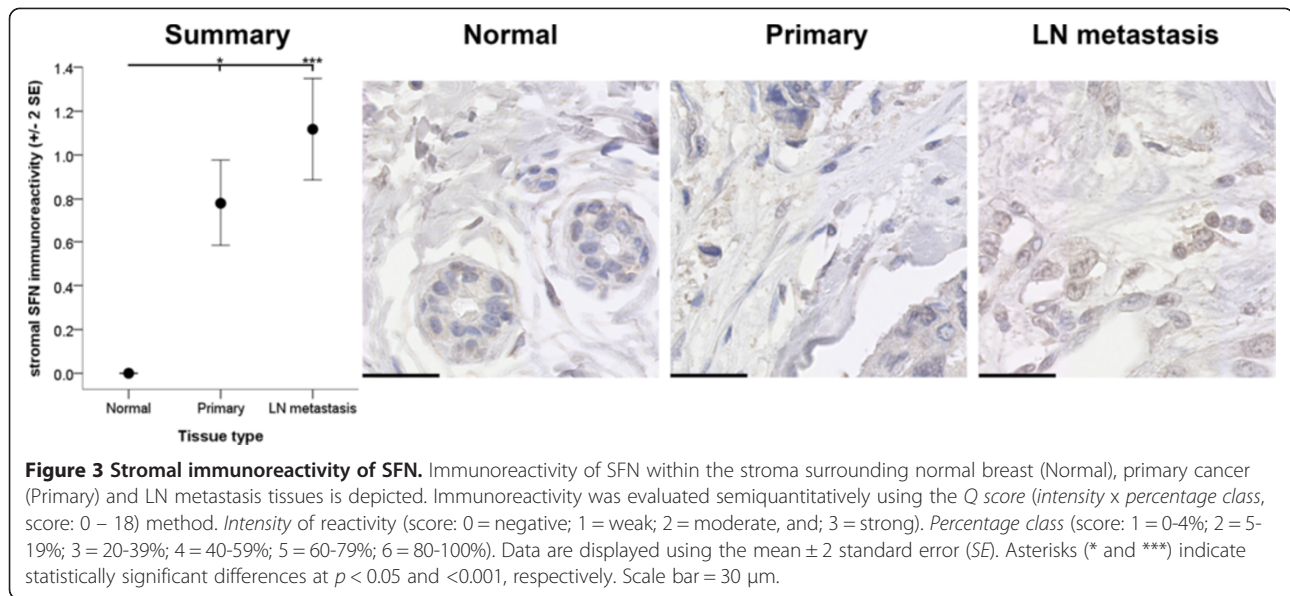 Summary
Normal
Primary
LN metastasis
* ***
stromal SFN immunoreactivity (+/- 2 SE)
1.4
1.2
1.0
0.8
0.6
0.4
0.2
0.0
Normal Primary LN metastasis
Tissue type
Figure 3 Stromal immunoreactivity of SFN. Immunoreactivity of SFN within the stroma surrounding normal breast (Normal), primary cancer
(Primary) and LN metastasis tissues is depicted. Immunoreactivity was evaluated semiquantitatively using the Q score (intensity x percentage class,
score: 0 – 18) method. Intensity of reactivity (score: 0 = negative; 1 = weak; 2 = moderate, and; 3 = strong). Percentage class (score: 1 = 0-4%; 2 = 5-
19%; 3 = 20-39%; 4 = 40-59%; 5 = 60-79%; 6 = 80-100%). Data are displayed using the mean ± 2 standard error (SE). Asterisks (* and ***) indicate
statistically significant differences at p < 0.05 and <0.001, respectively. Scale bar = 30 μm.